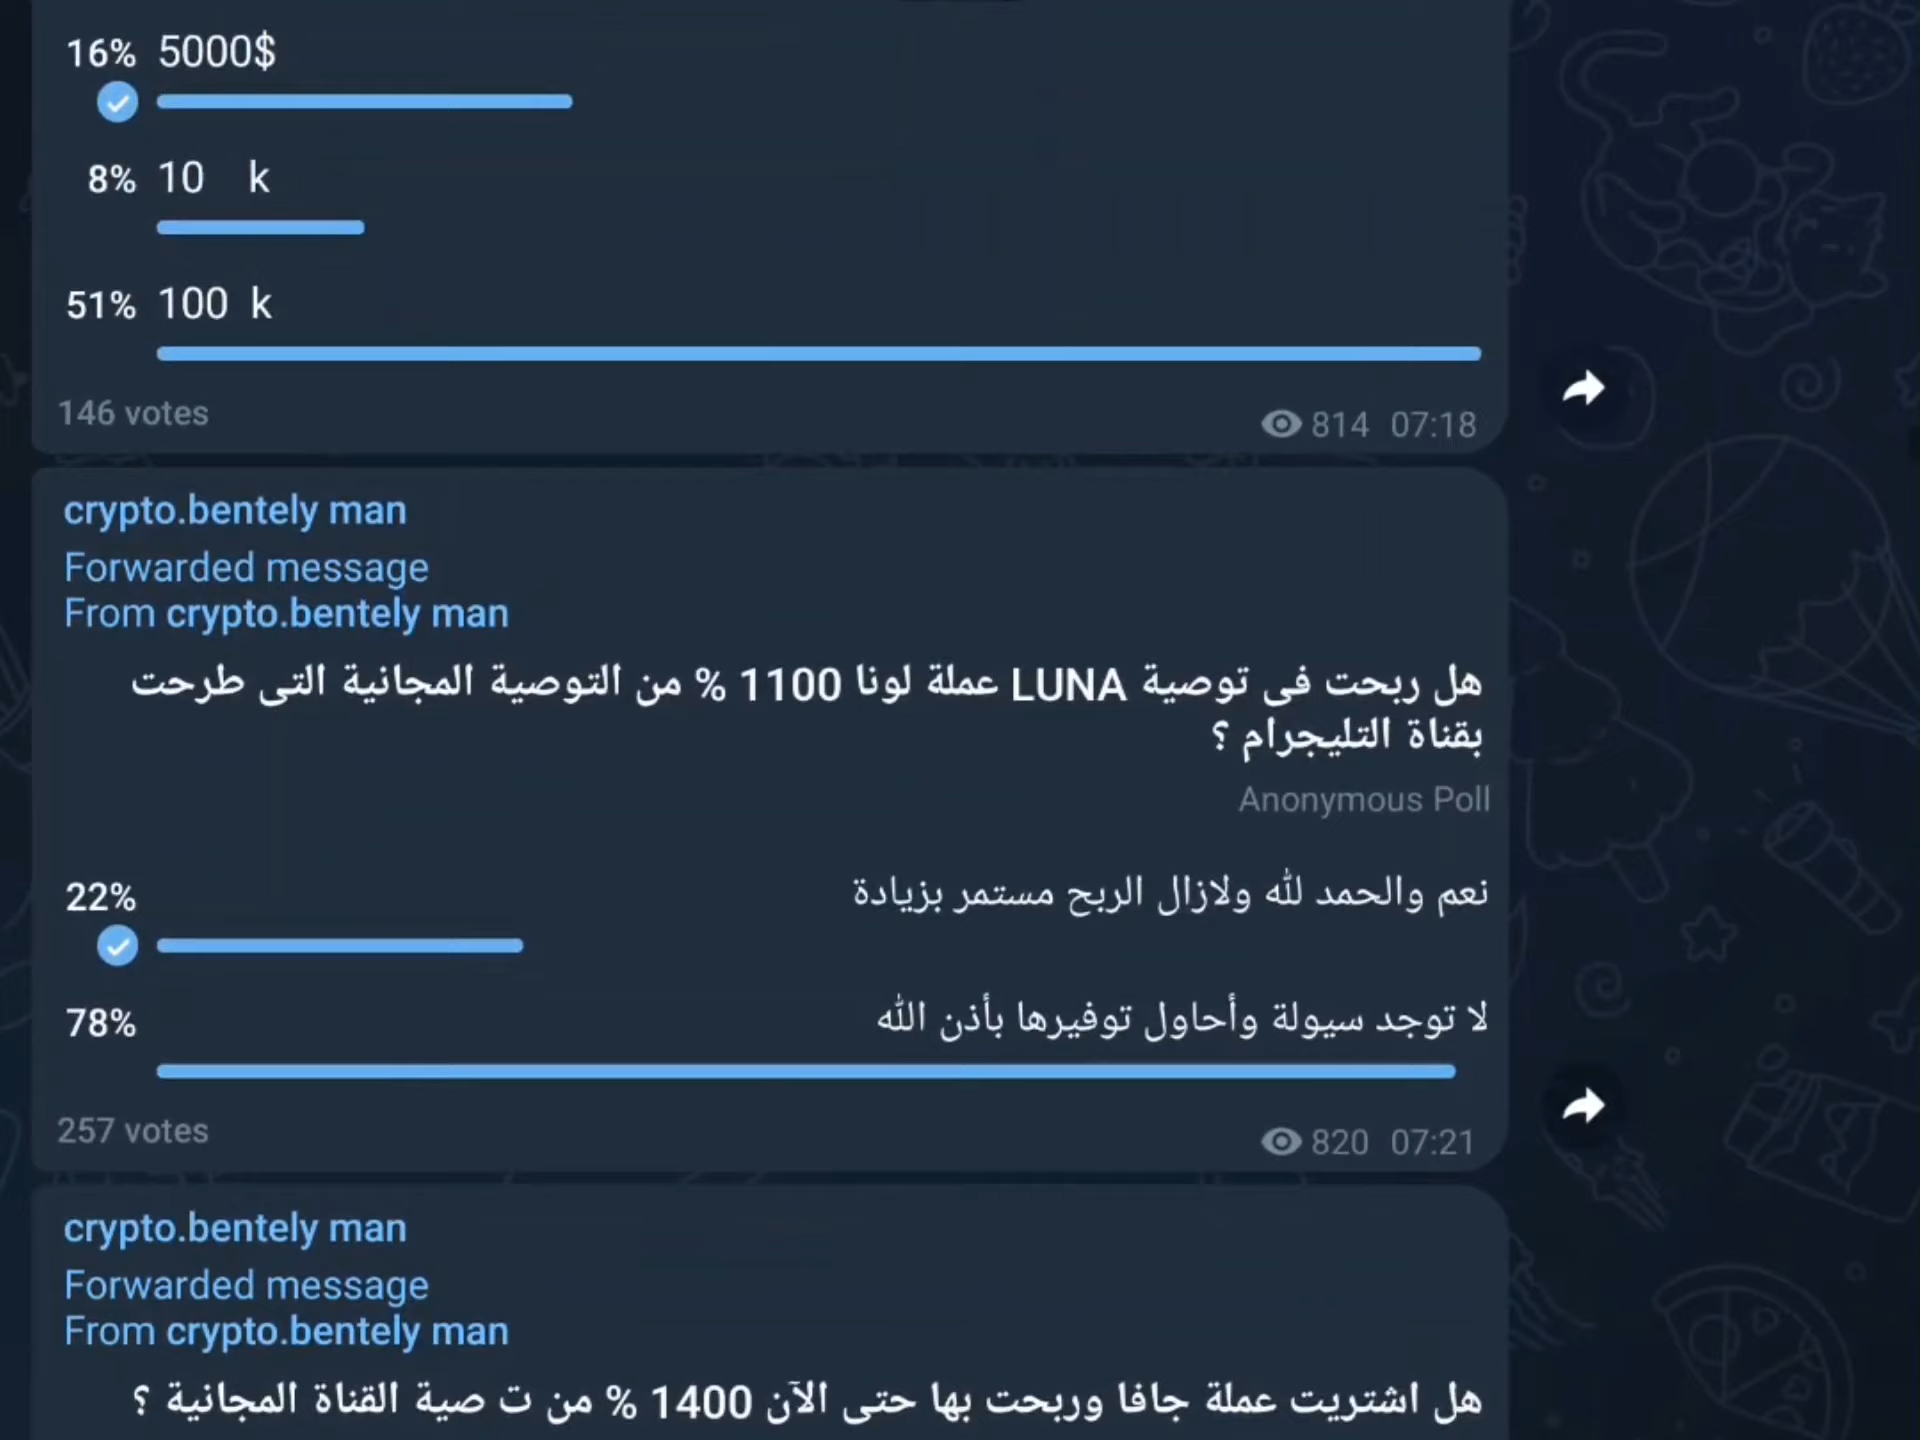 16% 5000$
8% 10 k
51% 100 k
146 votes
814 07:18
crypto.bentely man
Forwarded message
From crypto.bentely man
هل ربحت فى توصية LUNA عملة لونا 1100 % من التوصية المجانية التى طرحت
بقناة التليجرام ؟
Anonymous Poll
22% نعم والحمد لله ولازال الربح مستمر بزيادة
78% لا توجد سيولة وأحاول توفيرها بأذن الله
257 votes
820 07:21
crypto.bentely man
Forwarded message
From crypto.bentely man
هل اشتريت عملة جافا وربحت بها حتى الآن 1400 % من ت صية القناة المجانية ؟